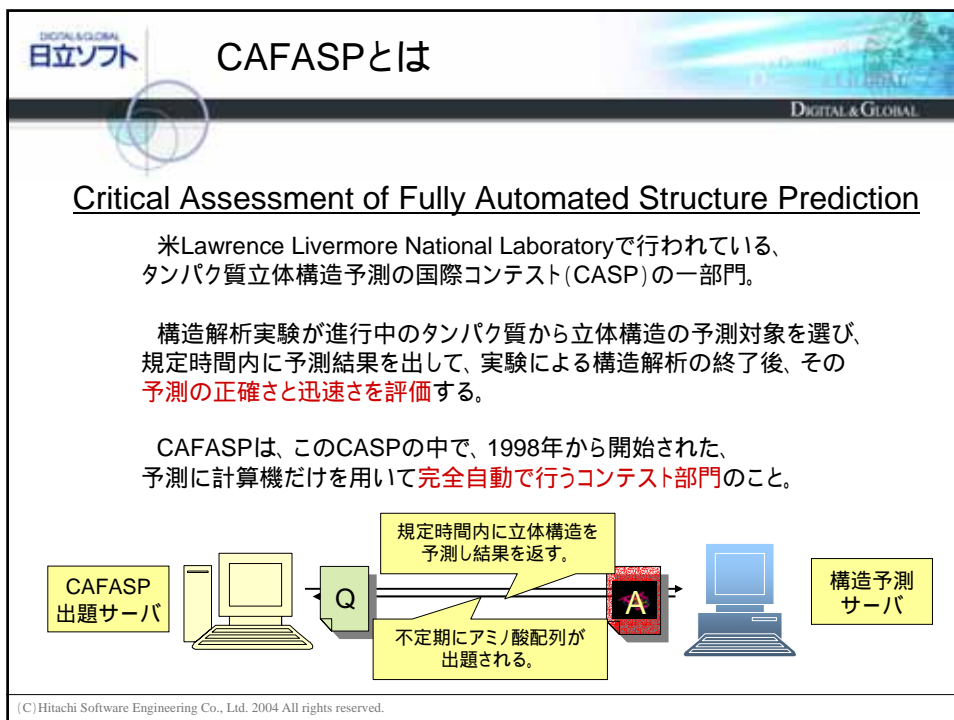 DIGITAL&GLOBAL
日立ソフト
CAFASPとは
DIGITAL & GLOBAL
Critical Assessment of Fully Automated Structure Prediction
米Lawrence Livermore National Laboratoryで行われている、
タンパク質立体構造予測の国際コンテスト(CASP)の一部門。
構造解析実験が進行中のタンパク質から立体構造の予測対象を選び、
規定時間内に予測結果を出して、実験による構造解析の終了後、その
予測の正確さと迅速さを評価する。
CAFASPは、このCASPの中で、1998年から開始された、
予測に計算機だけを用いて完全自動で行うコンテスト部門のこと。
規定時間内に立体構造を
予測し結果を返す。
CAFASP
出題サーバ
Q
A
構造予測
サーバ
不定期にアミノ酸配列が
出題される。
(C)Hitachi Software Engineering Co., Ltd. 2004 All rights reserved.